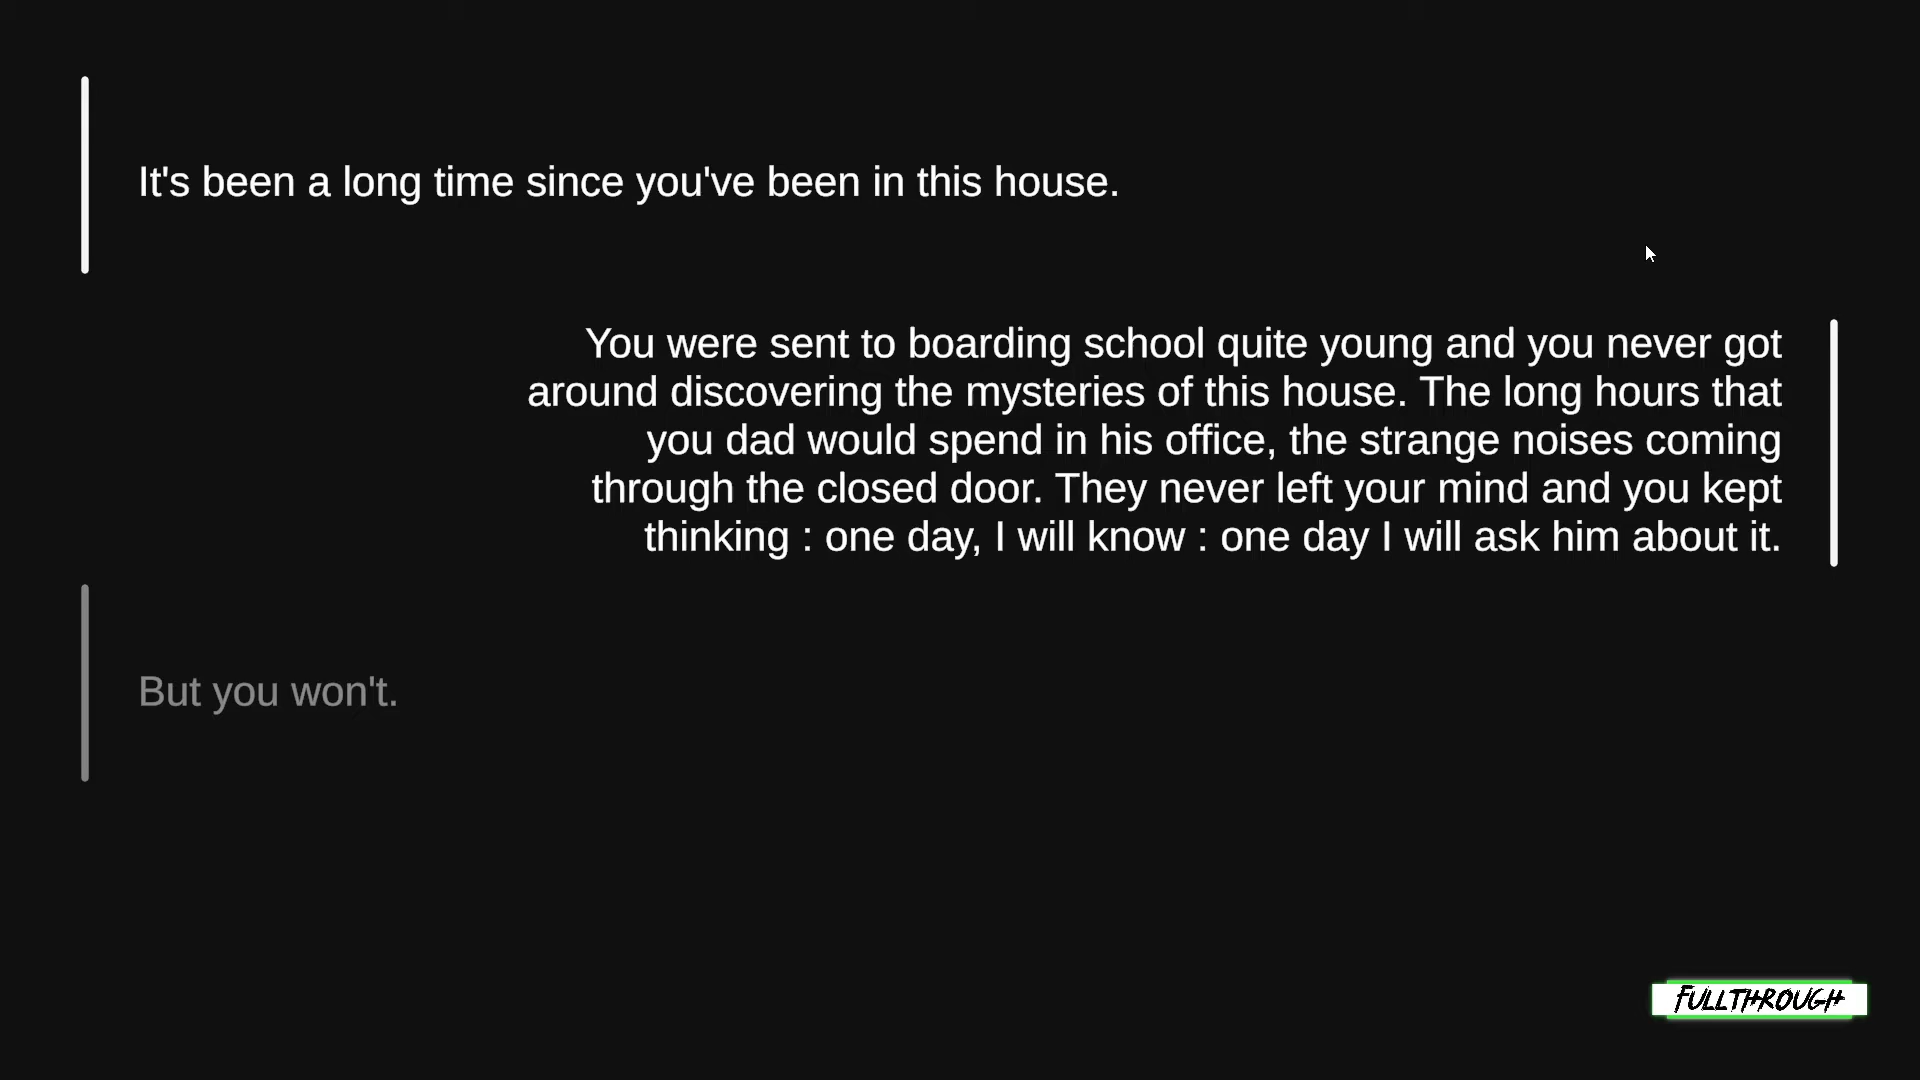 It's been a long time since you've been in this house.
You were sent to boarding school quite young and you never got
around discovering the mysteries of this house. The long hours that
you dad would spend in his office, the strange noises coming
through the closed door. They never left your mind and you kept
thinking : one day, I will know : one day I will ask him about it.
But you won't.
FULLTHROUGH